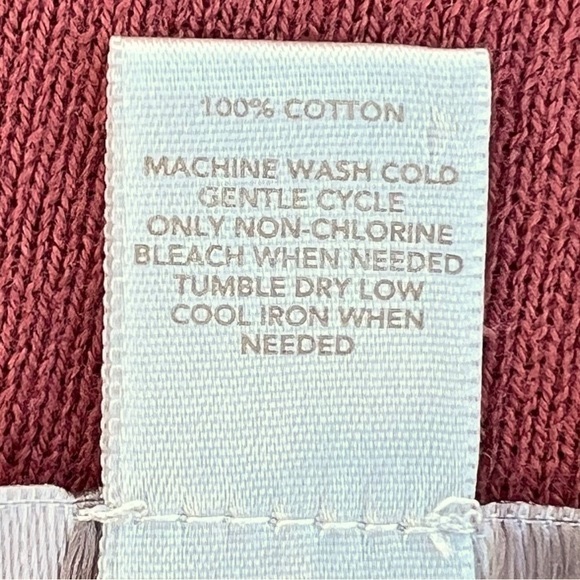 100% COTTON
MACHINE WASH COLD
GENTLE CYCLE
ONLY NON-CHLORINE
BLEACH WHEN NEEDED
TUMBLE DRY LOW
COOL IRON WHEN
NEEDED